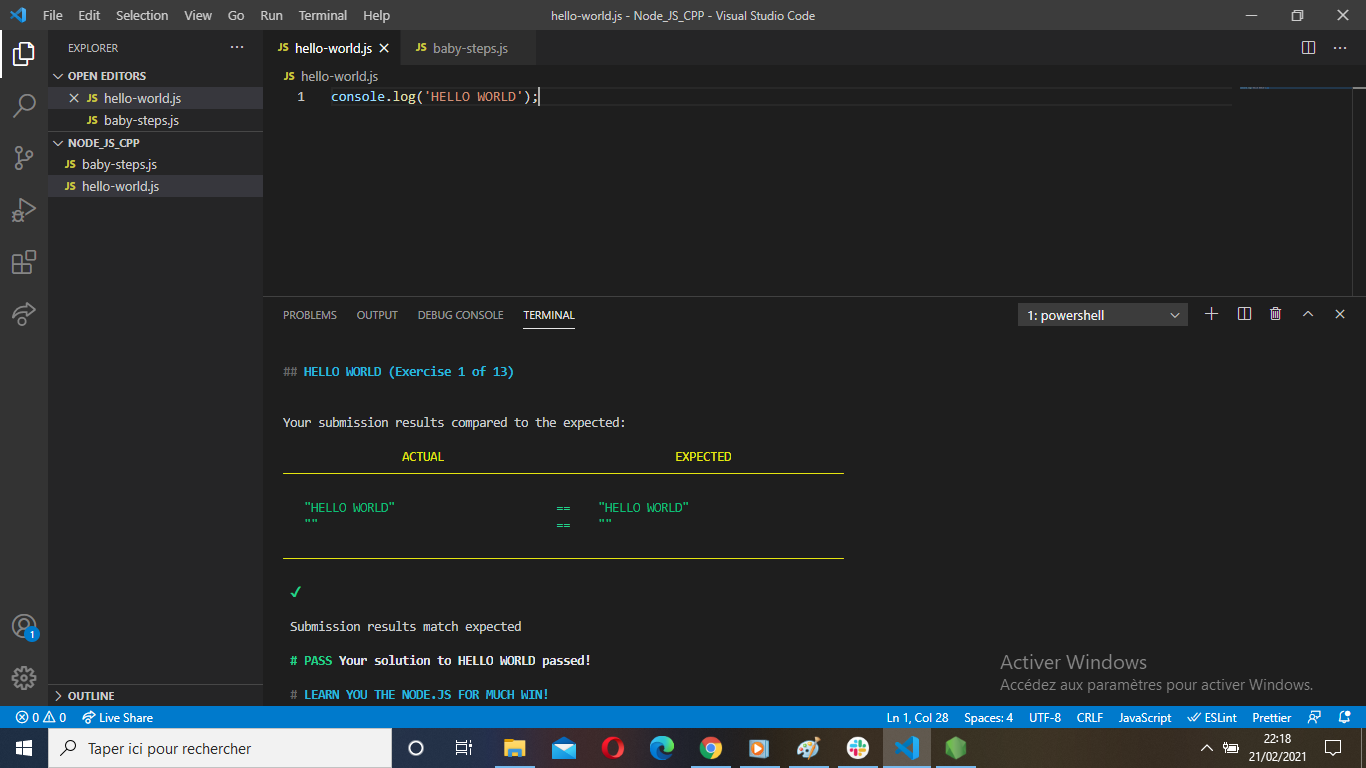 File Edit Selection View Go Run Terminal Help
hello-world.js - Node_JS_CPP - Visual Studio Code
EXPLORER
OPEN EDITORS
JS hello-world.js
JS baby-steps.js
NODE_JS_CPP
JS baby-steps.js
JS hello-world.js
OUTLINE
1
JS hello-world.js
JS baby-steps.js
JS hello-world.js
1 console.log('HELLO WORLD');
PROBLEMS OUTPUT DEBUG CONSOLE TERMINAL
1: powershell
## HELLO WORLD (Exercise 1 of 13)
Your submission results compared to the expected:
ACTUAL EXPECTED
"HELLO WORLD" == "HELLO WORLD"
"" == ""
✓
Submission results match expected
# PASS Your solution to HELLO WORLD passed!
# LEARN YOU THE NODE.JS FOR MUCH WIN!
Activer Windows
Accédez aux paramètres pour activer Windows.
0 0 Live Share
Ln 1, Col 28 Spaces: 4 UTF-8 CRLF JavaScript ESLint Prettier
Taper ici pour rechercher
22:18
21/02/2021